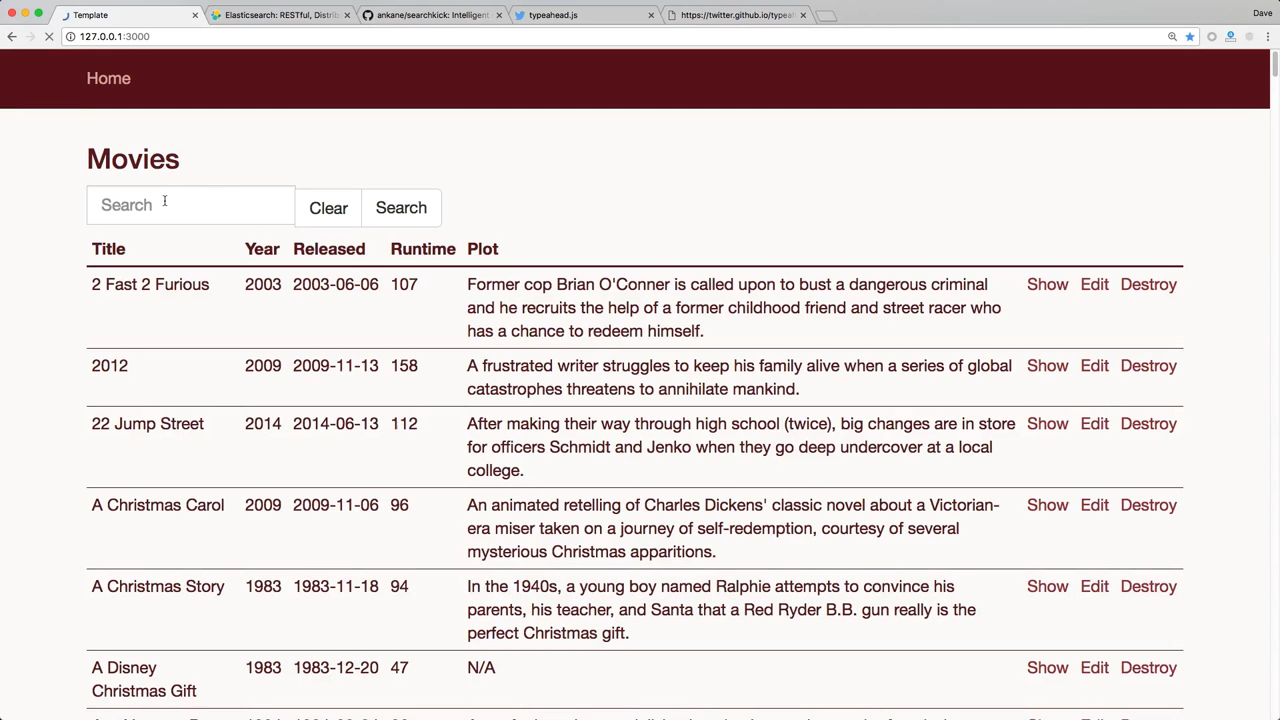 Template
Elasticsearch: RESTful, Distrib
ankane/searchkick: Intelligent
typeahead.js
https://twitter.github.io/typeal
Dave
127.0.0.1:3000
Home
Movies
Search
Clear
Search
Title Year Released Runtime Plot
2 Fast 2 Furious 2003 2003-06-06 107 Former cop Brian O'Conner is called upon to bust a dangerous criminal Show Edit Destroy
and he recruits the help of a former childhood friend and street racer who
has a chance to redeem himself.
2012 2009 2009-11-13 158 A frustrated writer struggles to keep his family alive when a series of global Show Edit Destroy
catastrophes threatens to annihilate mankind.
22 Jump Street 2014 2014-06-13 112 After making their way through high school (twice), big changes are in store Show Edit Destroy
for officers Schmidt and Jenko when they go deep undercover at a local
college.
A Christmas Carol 2009 2009-11-06 96 An animated retelling of Charles Dickens' classic novel about a Victorian- Show Edit Destroy
era miser taken on a journey of self-redemption, courtesy of several
mysterious Christmas apparitions.
A Christmas Story 1983 1983-11-18 94 In the 1940s, a young boy named Ralphie attempts to convince his Show Edit Destroy
parents, his teacher, and Santa that a Red Ryder B.B. gun really is the
perfect Christmas gift.
A Disney 1983 1983-12-20 47 N/A Show Edit Destroy
Christmas Gift